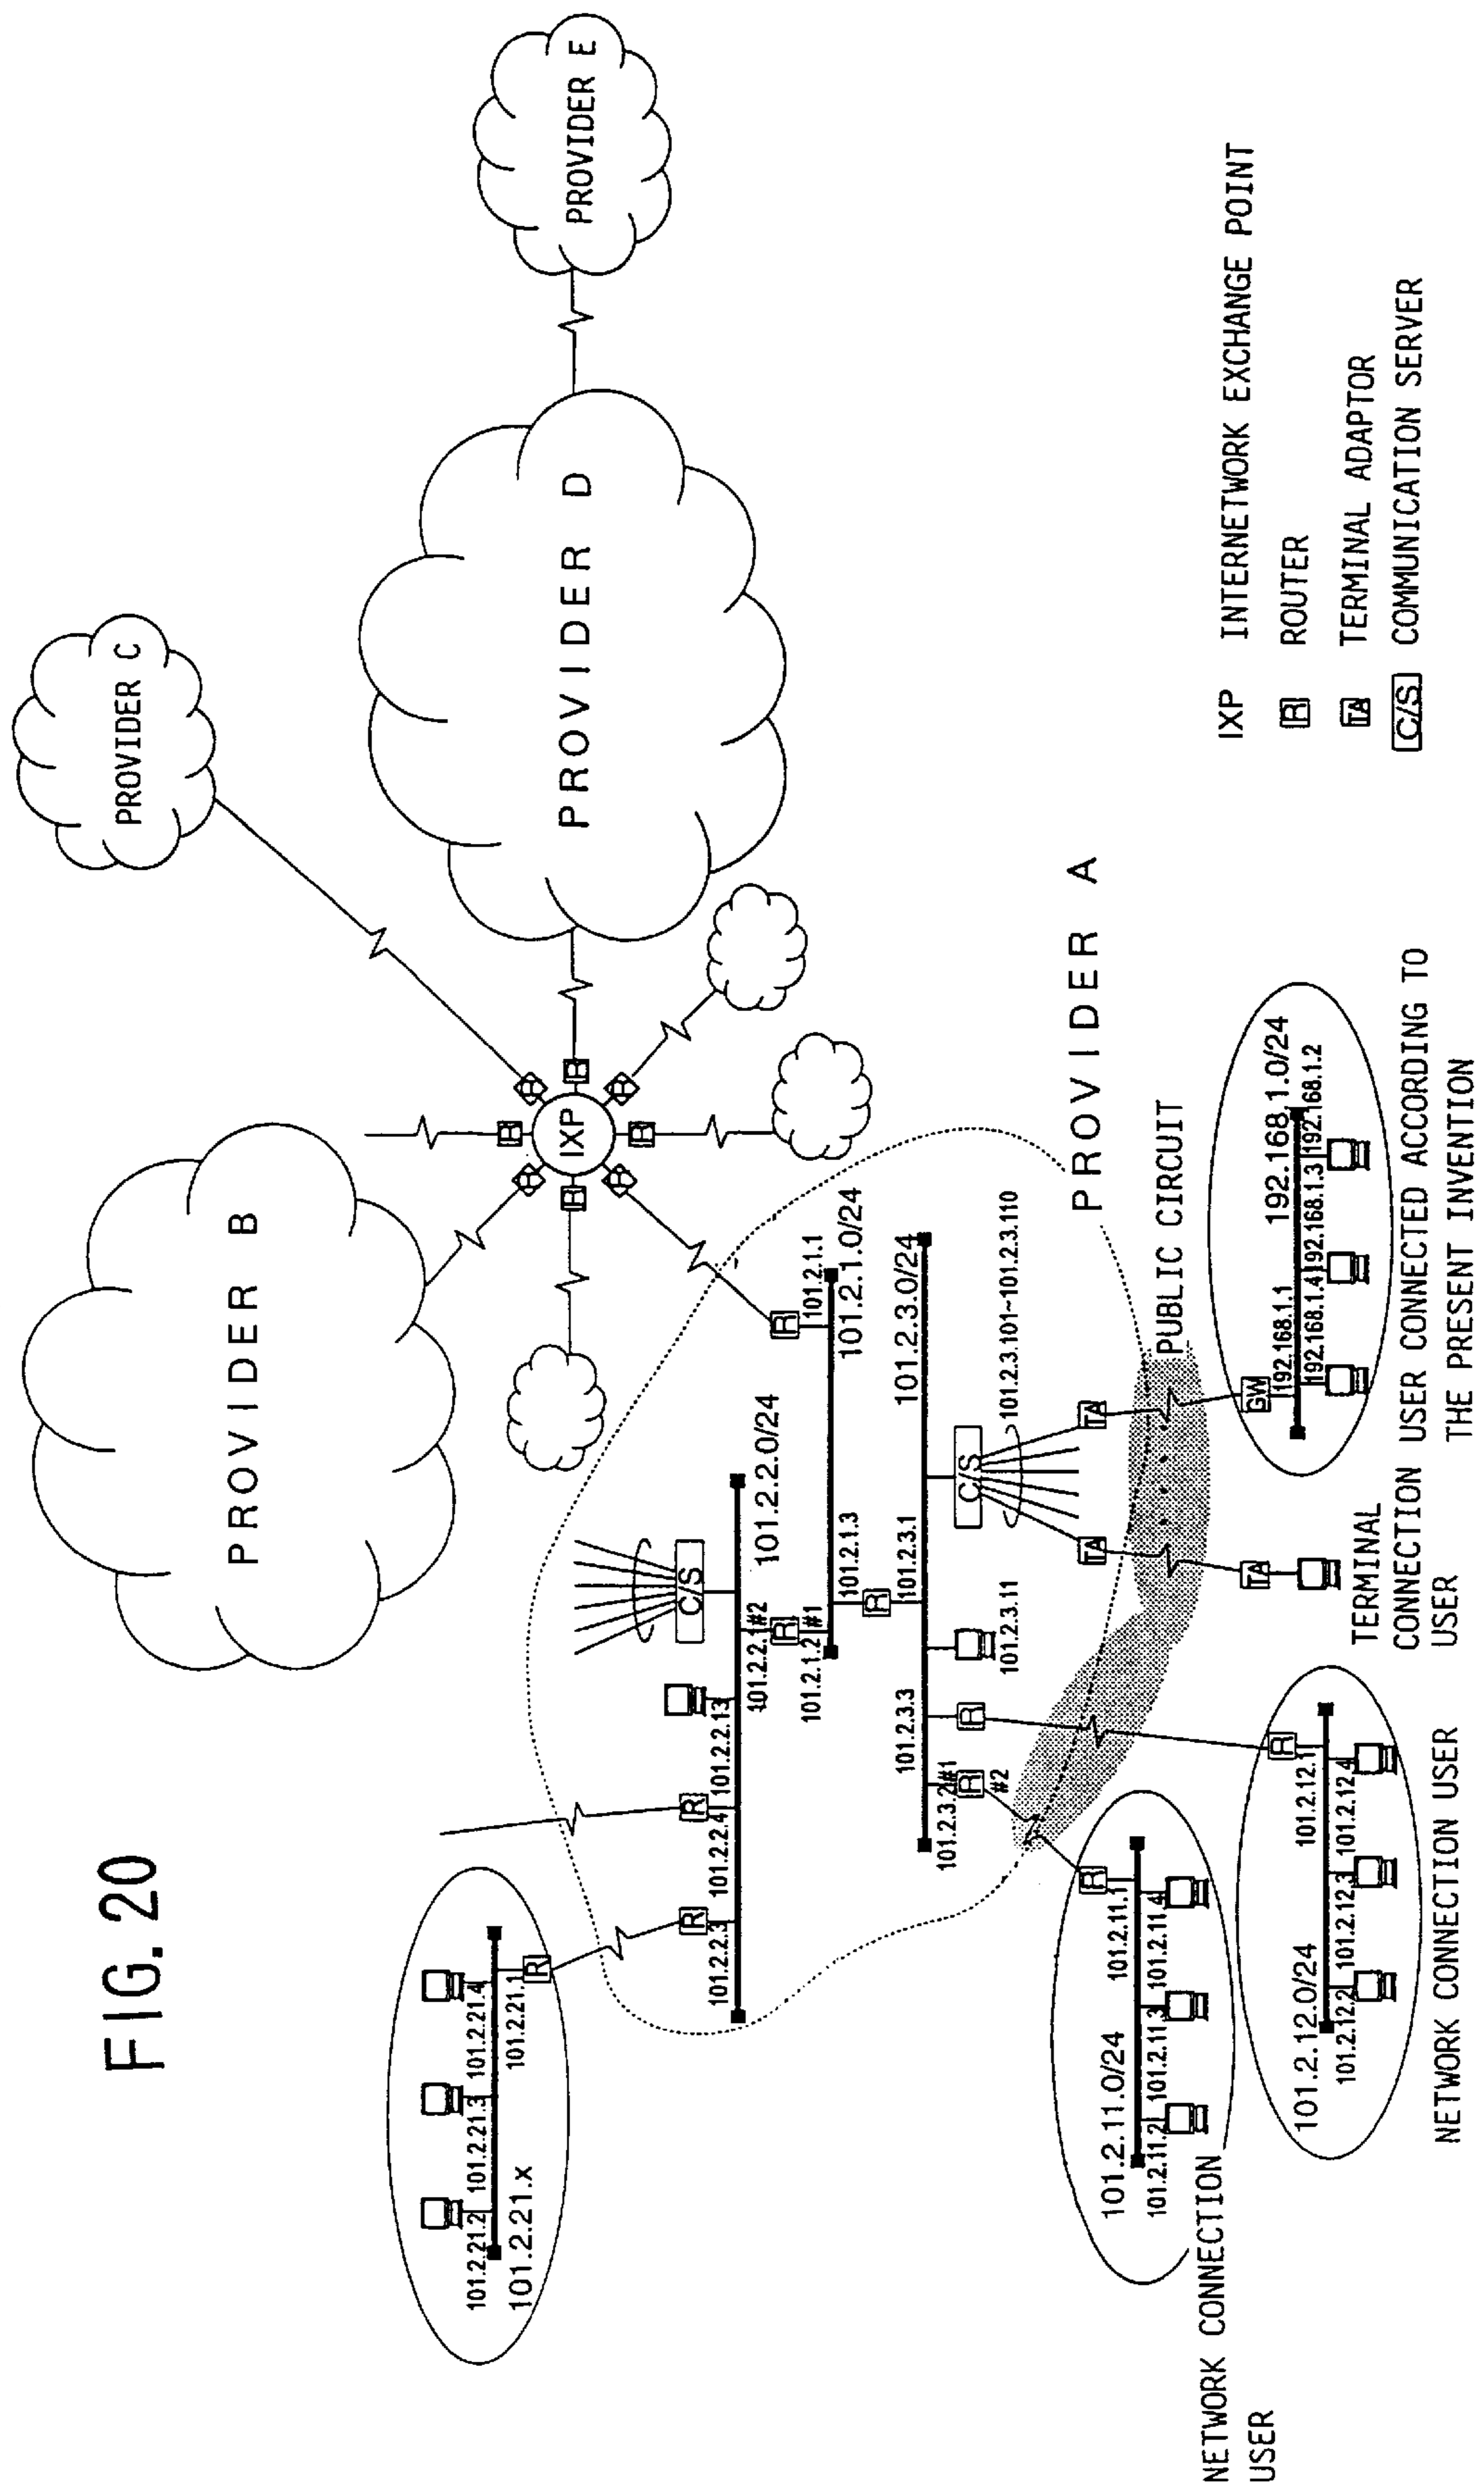 FIG. 20
PROVIDER B
PROVIDER C
PROVIDER D
PROVIDER E
IXP
R
R
R
R
R
R
R
R
101.2.21.2
101.2.21.3
101.2.21.4
101.2.21.x
101.2.21.1
R
R
R
C/S
101.2.2.3
101.2.2.4
101.2.2.13
101.2.2.1
#2
101.2.2.0/24
R
101.2.1.2
#1
R
101.2.1.1
101.2.1.0/24
101.2.1.3
R
101.2.3.1
101.2.3.3
101.2.3.0/24
101.2.3.2
#1
R
#2
R
101.2.3.11
C/S
101.2.3.101~101.2.3.110
TA
TA
PROVIDER A
PUBLIC CIRCUIT
R
101.2.11.1
101.2.11.0/24
101.2.11.2
101.2.11.3
101.2.11.4
NETWORK CONNECTION
USER
R
101.2.12.1
101.2.12.0/24
101.2.12.2
101.2.12.3
101.2.12.4
NETWORK CONNECTION USER
TA
TERMINAL
CONNECTION
USER
GW
192.168.1.1
192.168.1.0/24
192.168.1.4
192.168.1.3
192.168.1.2
USER CONNECTED ACCORDING TO
THE PRESENT INVENTION
IXP INTERNETWORK EXCHANGE POINT
R ROUTER
TA TERMINAL ADAPTOR
C/S COMMUNICATION SERVER